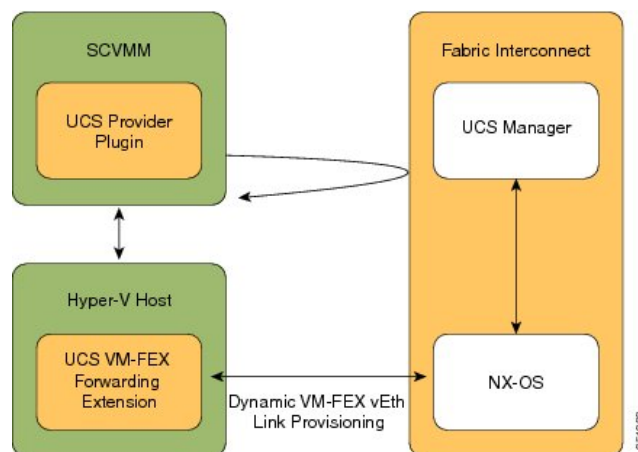 SCVMM
UCS Provider
Plugin
Fabric Interconnect
UCS Manager
Hyper-V Host
UCS VM-FEX
Forwarding
Extension
Dynamic VM-FEX vEth
Link Provisioning
NX-OS